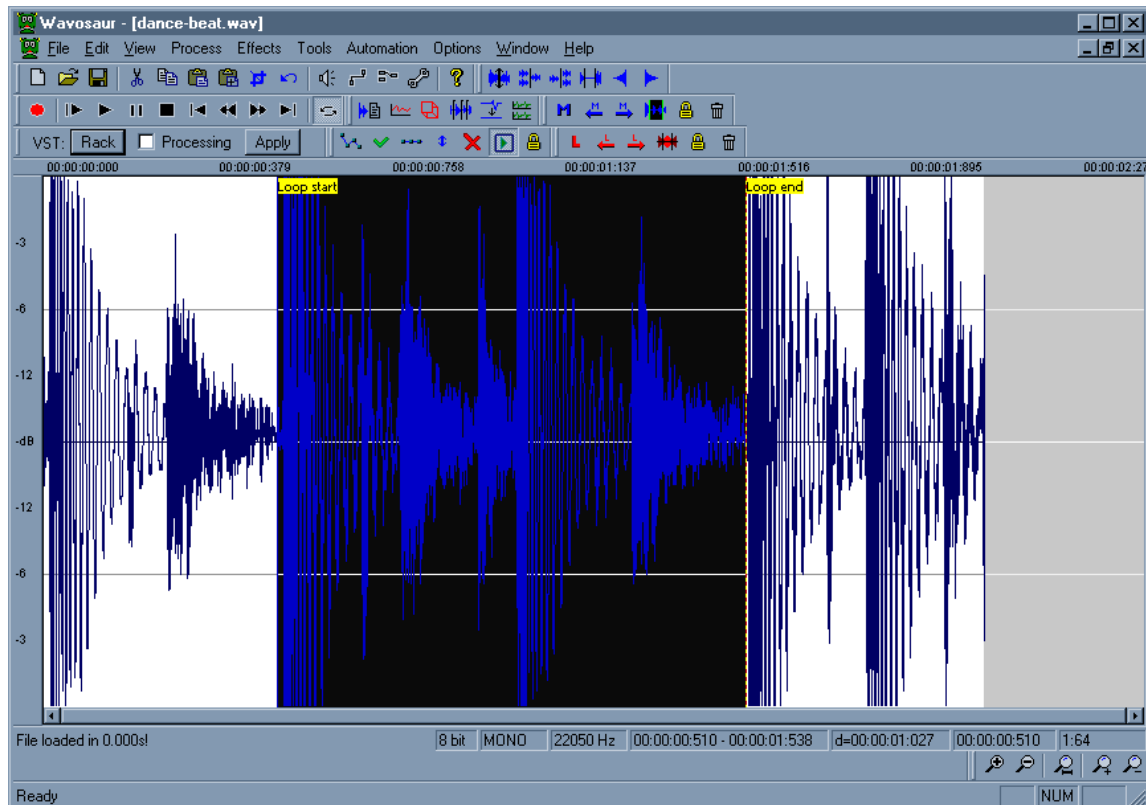 Wavosaur - [dance-beat.wav]
File Edit View Process Effects Tools Automation Options Window Help
M M M
VST: Rack Processing Apply L L L
00:00:00:000 00:00:00:379 00:00:00:758 00:00:01:137 00:00:01:516 00:00:01:895 00:00:02:27
Loop start Loop end
-3
-6
-12
-dB
-12
-6
-3
File loaded in 0.000s! 8 bit MONO 22050 Hz 00:00:00:510 - 00:00:01:538 d=00:00:01:027 00:00:00:510 1:64
Ready NUM